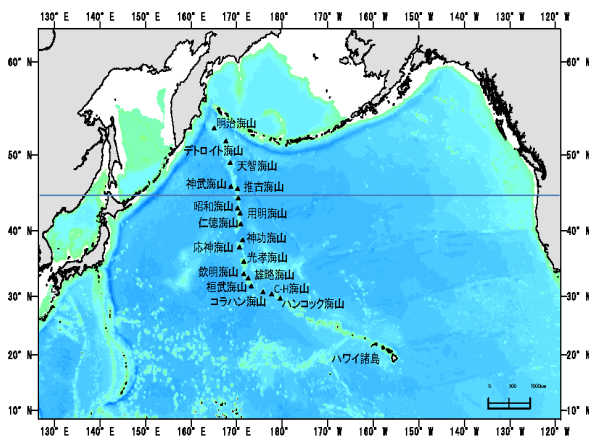 130° E 140° E 150° E 160° E 170° E 180° 170° W 160° W 150° W 140° W 130° W 120° W
60° N 60° N
明治海山
デトロイト海山
50° N 50° N
天智海山
神武海山 推古海山
昭和海山 用明海山
40° N 40° N
仁徳海山
神功海山
応神海山
光孝海山
欽明海山 雄略海山
桓武海山 C-H海山
30° N 30° N
コラハン海山 ハンコック海山
ハワイ諸島
20° N 20° N
0 500 1000km
10° N 10° N
130° E 140° E 150° E 160° E 170° E 180° 170° W 160° W 150° W 140° W 130° W 120° W